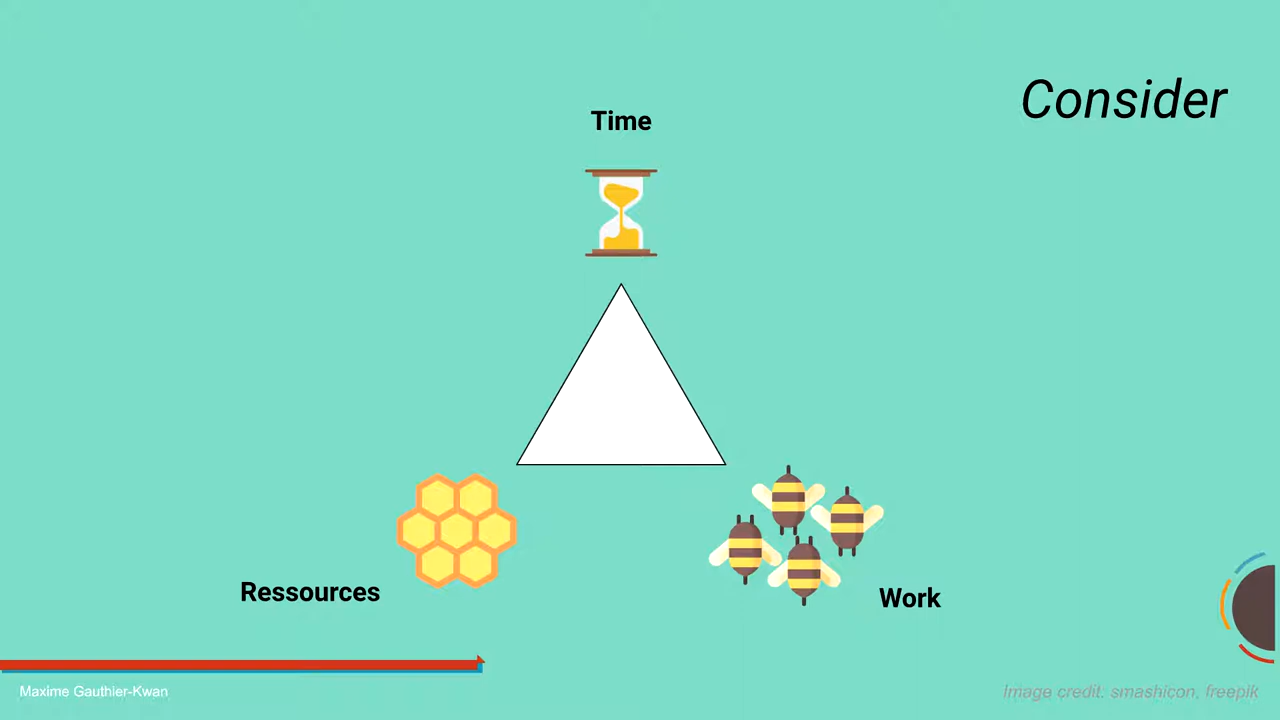 Consider
Time
Ressources
Work
Maxime Gauthier-Kwan
Image credit: smashicon, freepik